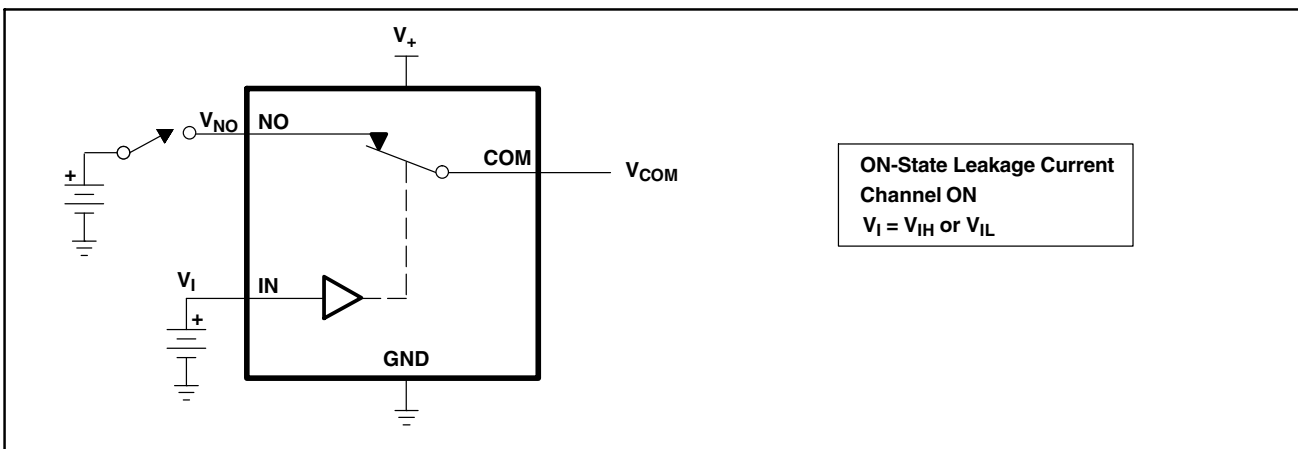 V+
VNO NO
COM
VCOM
+
VI IN
+
GND
ON-State Leakage Current
Channel ON
VI = VIH or VIL